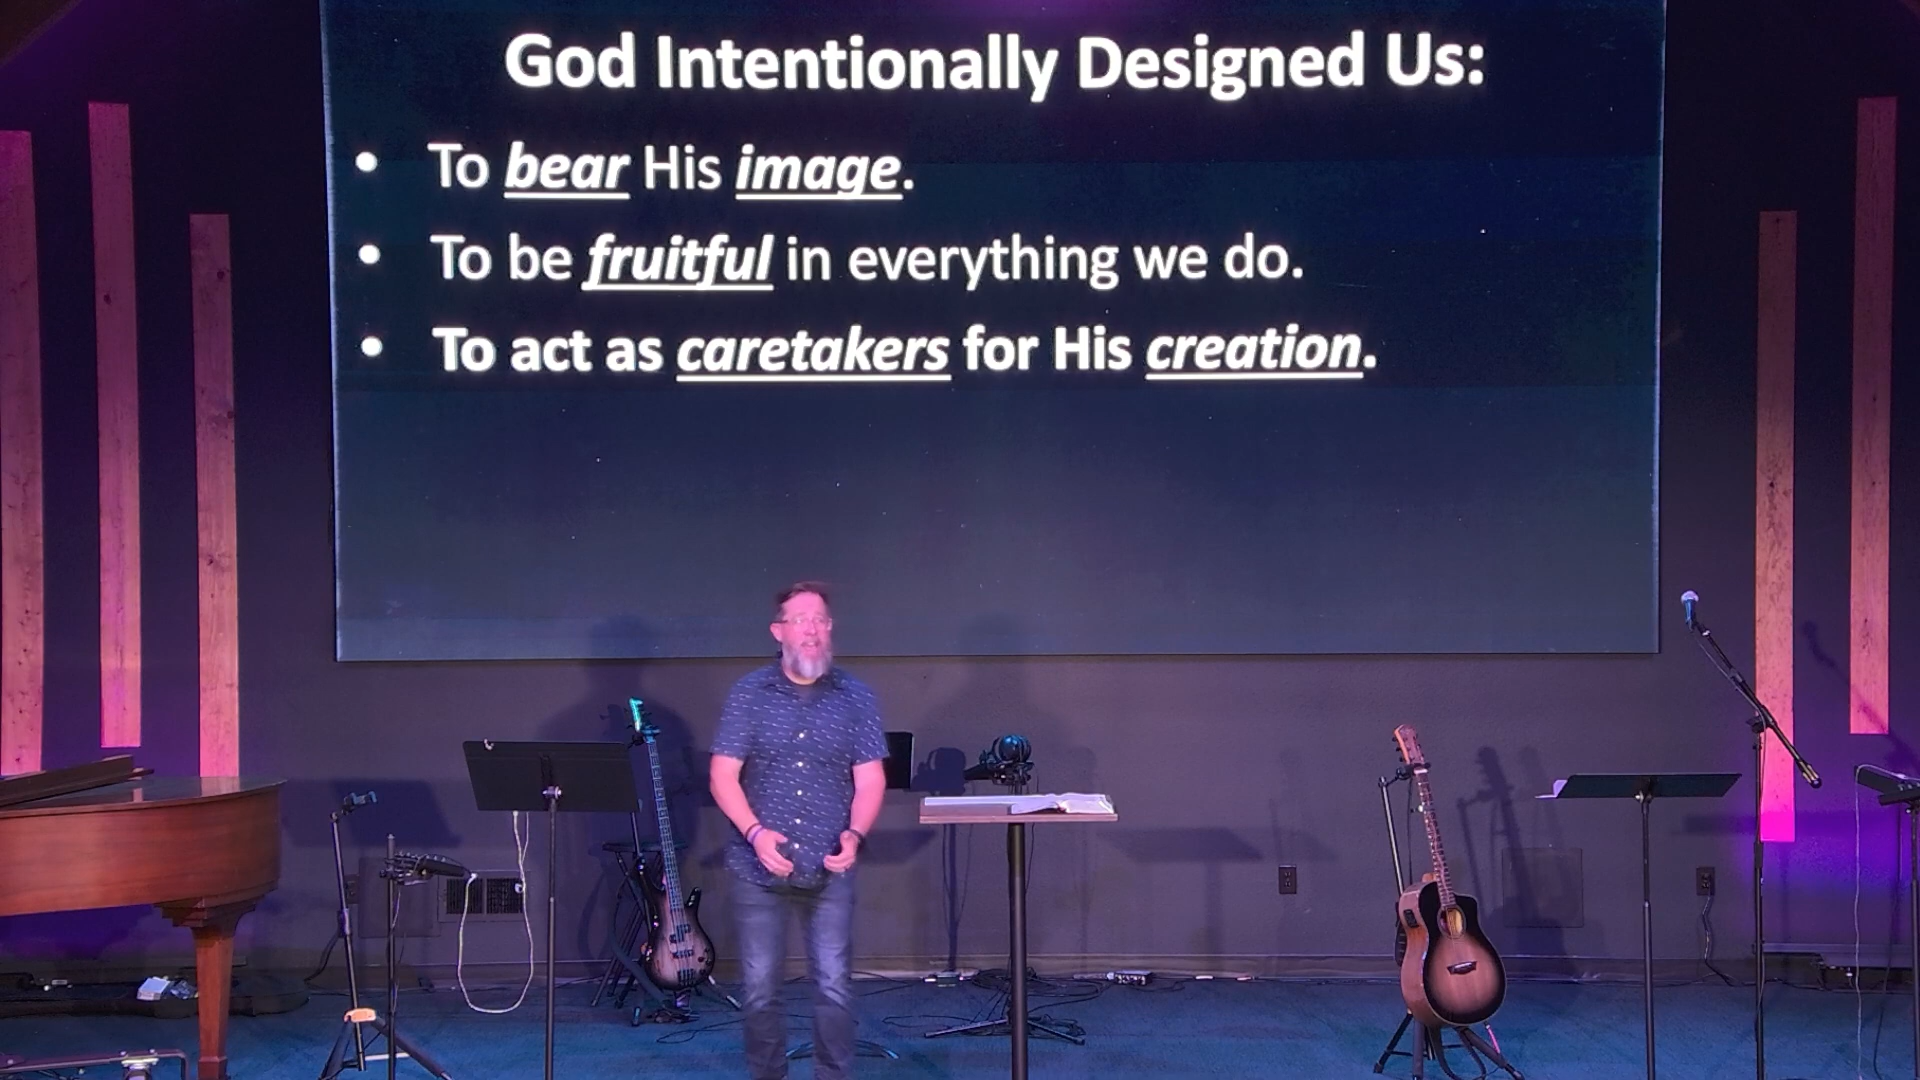 God Intentionally Designed Us:
• To bear His image.
• To be fruitful in everything we do.
• To act as caretakers for His creation.